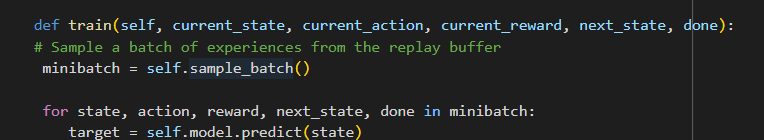 def train(self, current_state, current_action, current_reward, next_state, done):
# Sample a batch of experiences from the replay buffer
minibatch = self.sample_batch()
for state, action, reward, next_state, done in minibatch:
target = self.model.predict(state)